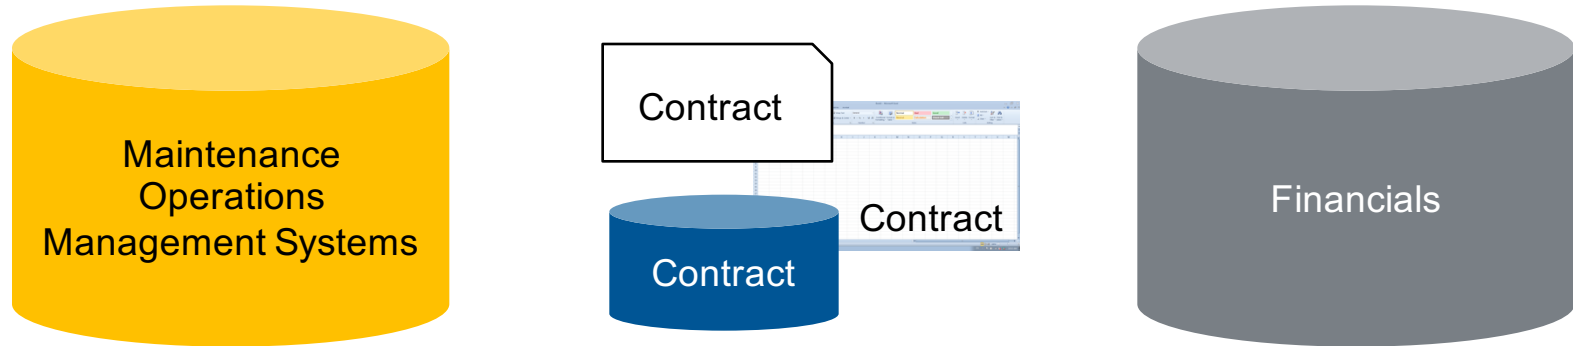 Maintenance
Operations
Management Systems
Contract
Contract
Contract
Financials